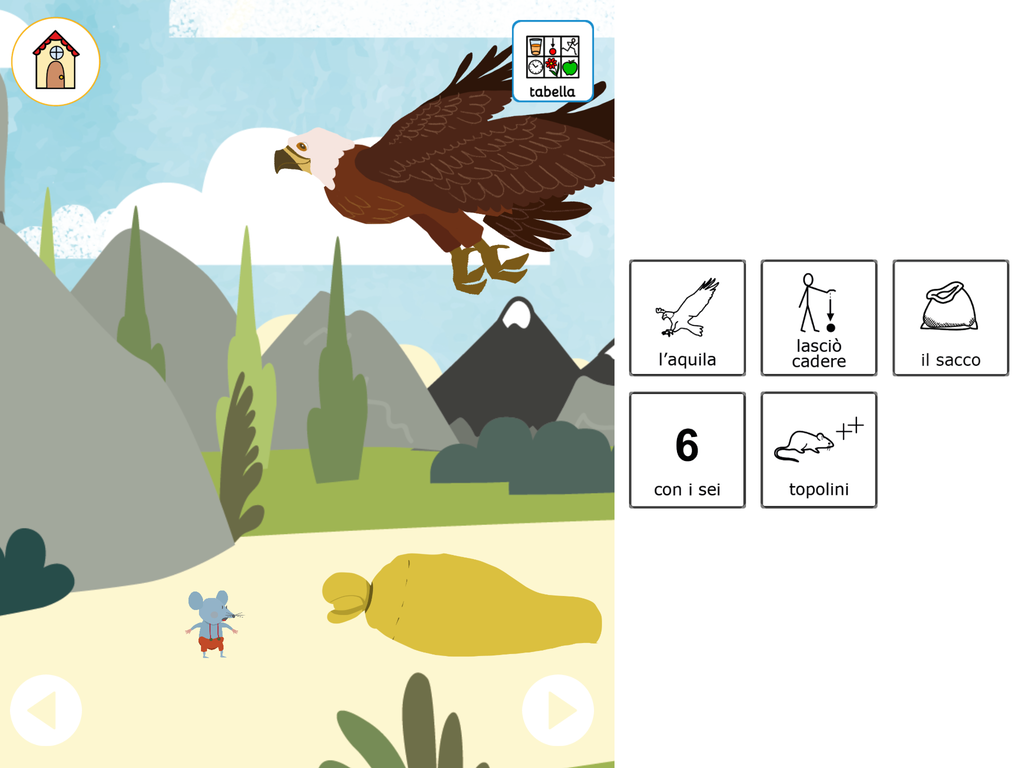 tabella
l'aquila
lasciò
cadere
il sacco
6
con i sei
topolini